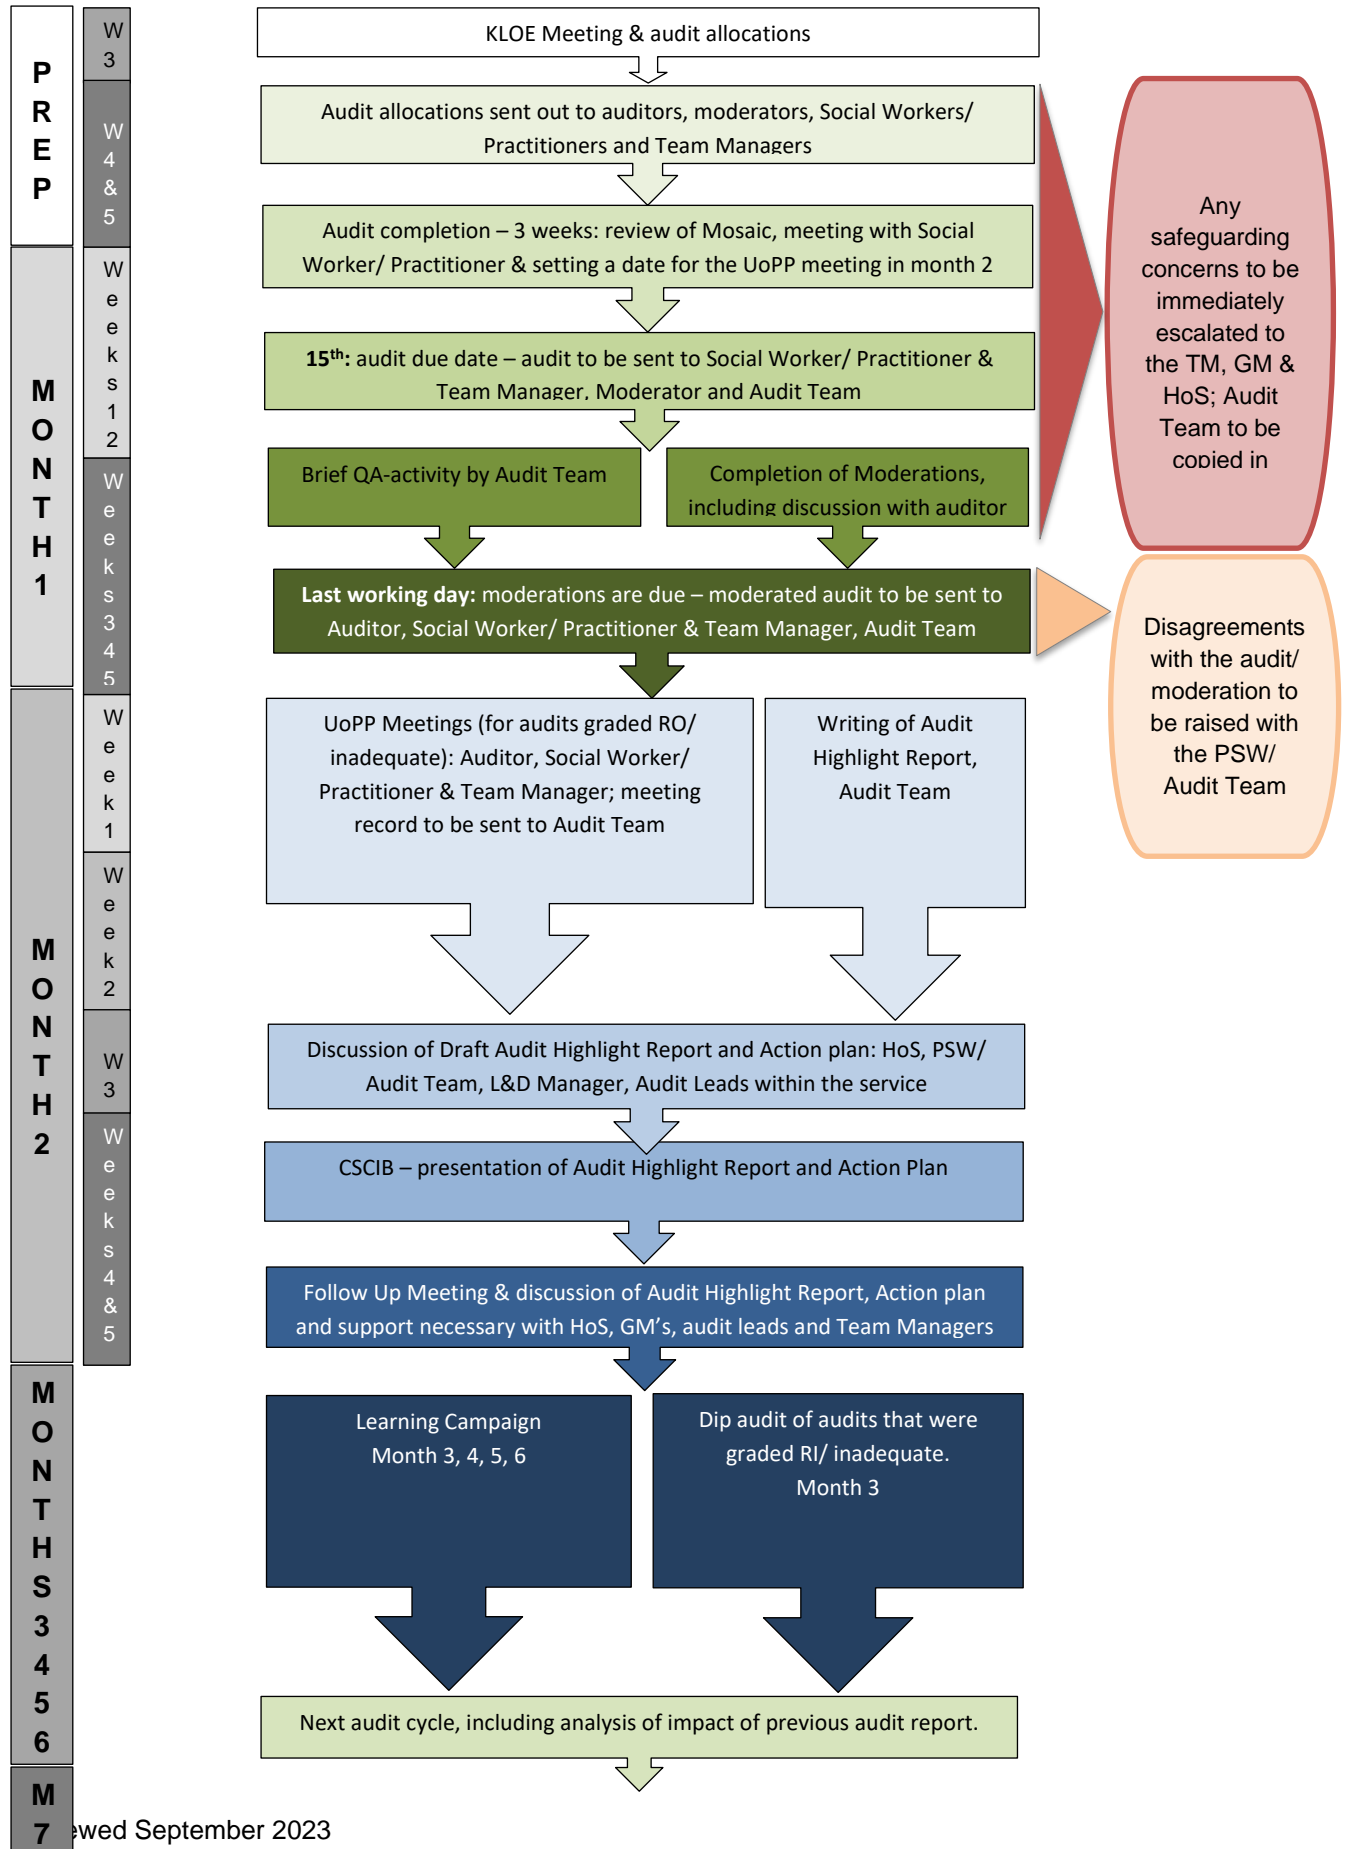 PREP
W
3
KLOE Meeting & audit allocations
W
4
&
5
Audit allocations sent out to auditors, moderators, Social Workers/
Practitioners and Team Managers
Audit completion – 3 weeks: review of Mosaic, meeting with Social
Worker/ Practitioner & setting a date for the UoPP meeting in month 2
MONTH1
Weeks12
15th: audit due date – audit to be sent to Social Worker/ Practitioner &
Team Manager, Moderator and Audit Team
Weeks345
Brief QA-activity by Audit Team
Completion of Moderations,
including discussion with auditor
Last working day: moderations are due – moderated audit to be sent to
Auditor, Social Worker/ Practitioner & Team Manager, Audit Team
Any
safeguarding
concerns to be
immediately
escalated to
the TM, GM &
HoS; Audit
Team to be
copied in
Disagreements
with the audit/
moderation to
be raised with
the PSW/
Audit Team
MONTH2
Week1
UoPP Meetings (for audits graded RO/
inadequate): Auditor, Social Worker/
Practitioner & Team Manager; meeting
record to be sent to Audit Team
Writing of Audit
Highlight Report,
Audit Team
Week2
W
3
Discussion of Draft Audit Highlight Report and Action plan: HoS, PSW/
Audit Team, L&D Manager, Audit Leads within the service
Weeks4&5
CSCIB – presentation of Audit Highlight Report and Action Plan
Follow Up Meeting & discussion of Audit Highlight Report, Action plan
and support necessary with HoS, GM's, audit leads and Team Managers
MONTHS3456
Learning Campaign
Month 3, 4, 5, 6
Dip audit of audits that were
graded RI/ inadequate.
Month 3
Next audit cycle, including analysis of impact of previous audit report.
M
7
ewed September 2023